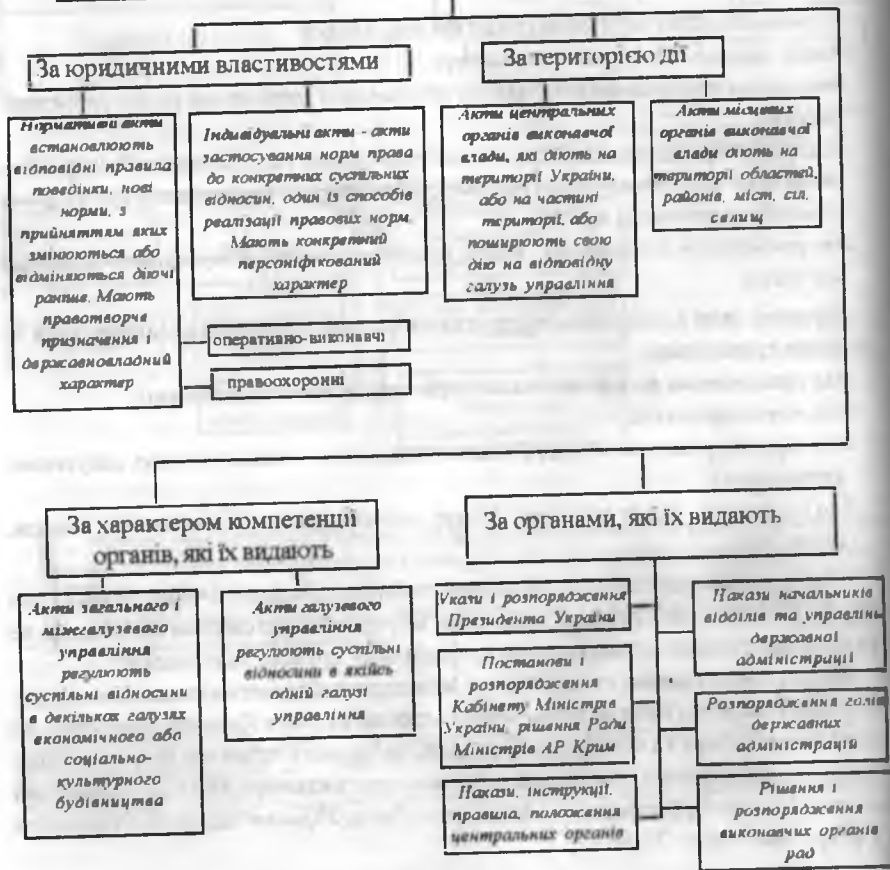 За юридичними властивостями
За територією дії
Нормативні акти
встановлюють
відповідні правила
поведінки, нові
норми, з
прийняттям яких
змінюються або
відміняються діючі
раніше. Мають
правотворче
призначення і
державновладний
характер
Індивідуальні акти - акти
застосування норм права
до конкретних суспільних
відносин, один із способів
реалізації правових норм.
Мають конкретний
персоніфікований
характер
оперативно-виконавчі
правоохоронні
Акти центральних
органів виконавчої
влади, які діють на
території України,
або на частині
території, або
поширюють свою
дію на відповідну
галузь управління
Акти місцевих
органів виконавчої
влади діють на
території областей,
районів, міст, сіл,
селищ
За характером компетенції
органів, які їх видають
За органами, які їх видають
Акти загального і
міжгалузевого
управління
регулюють
суспільні відносини
в декількох галузях
економічного або
соціально-
культурного
будівництва
Акти галузевого
управління
регулюють суспільні
відносини в якійсь
одній галузі
управління
Укази і розпорядження
Президента України
Постанови і
розпорядження
Кабінету Міністрів
України, рішення Ради
Міністрів АР Крим
Накази, інструкції,
правила, положення
центральних органів
Накази начальників
відділів та управлінь
державної
адміністрації
Розпорядження голів
державних
адміністрацій
Рішення і
розпорядження
виконавчих органів
рад